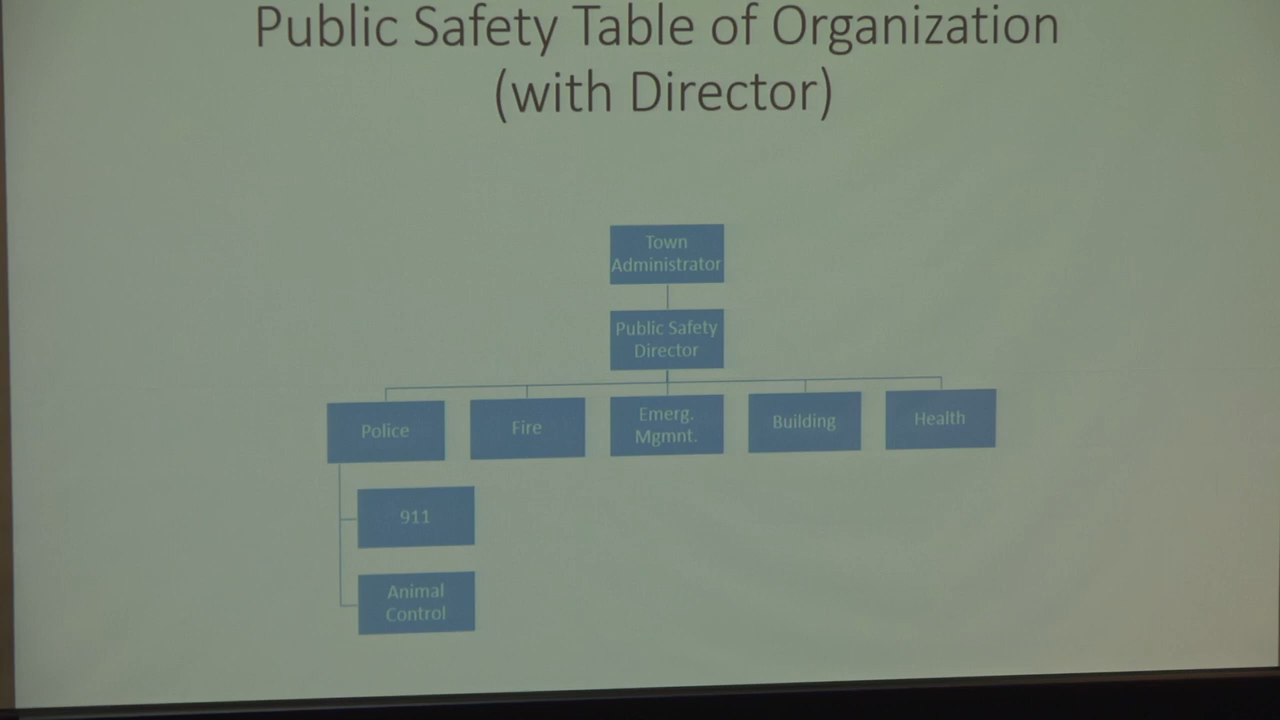 Public Safety Table of Organization
(with Director)
Town
Administrator
Public Safety
Director
Police
Fire
Emerg.
Mgmnt.
Building
Health
911
Animal
Control